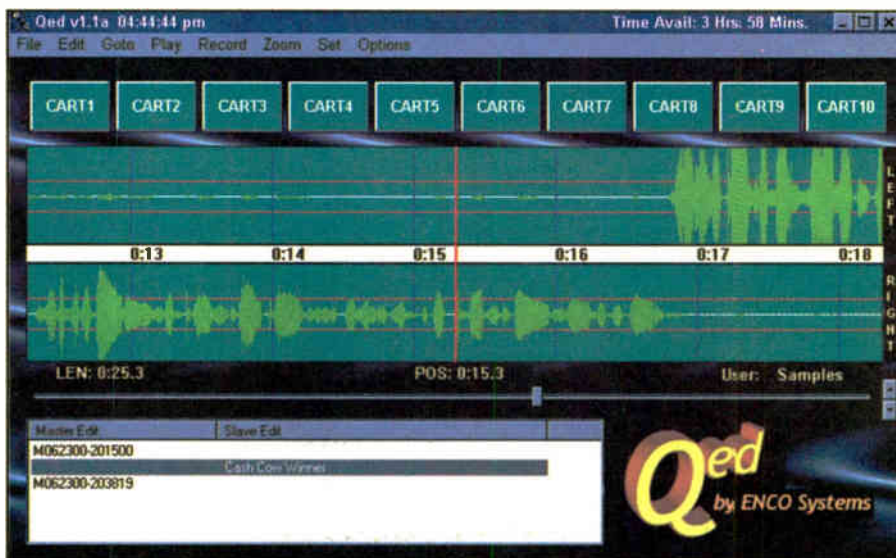 Qed v1.1a 04:44:44 pm Time Avail: 3 Hrs: 58 Mins.
File Edit Goto Play Record Zoom Set Options
CART1 CART2 CART3 CART4 CART5 CART6 CART7 CART8 CART9 CART10
L
F
0:13 0:14 0:15 0:16 0:17 0:18
R
I
G
T
LEN: 0:25.3 POS: 0:15.3 User: Samples
Master Edit Slave Edit
M062300-201500
Cash Cow Winner
M062300-203819
Qed
by ENCO Systems